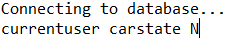 Connecting to database...
currentuser carstate N